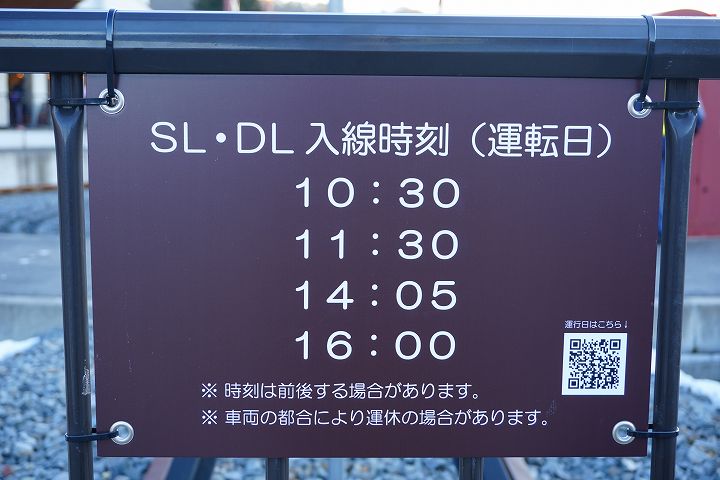 SL・DL 入線時刻（運転日）
10：30
11：30
14：05
16：00
運行日はこちら↓
※ 時刻は前後する場合があります。
※ 車両の都合により運休の場合があります。